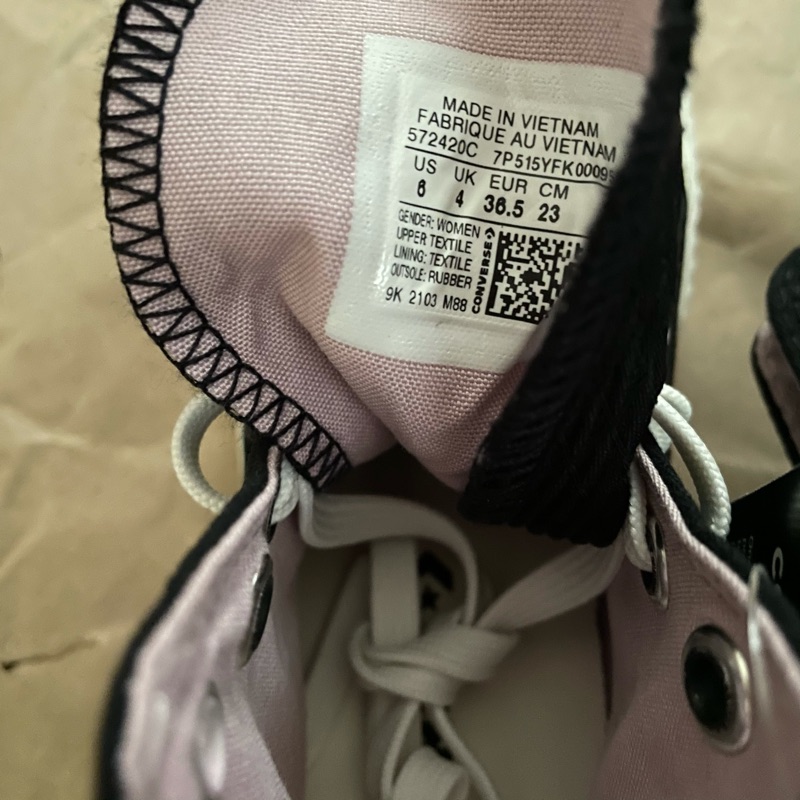 MADE IN VIETNAM
FABRIQUE AU VIETNAM
572420C 7P515YFK0009
US UK EUR CM
6 4 36.5 23
GENDER: WOMEN
UPPER TEXTILE
LINING: TEXTILE
OUTSOLE: RUBBER
9K 2103 M88
CONVERSE